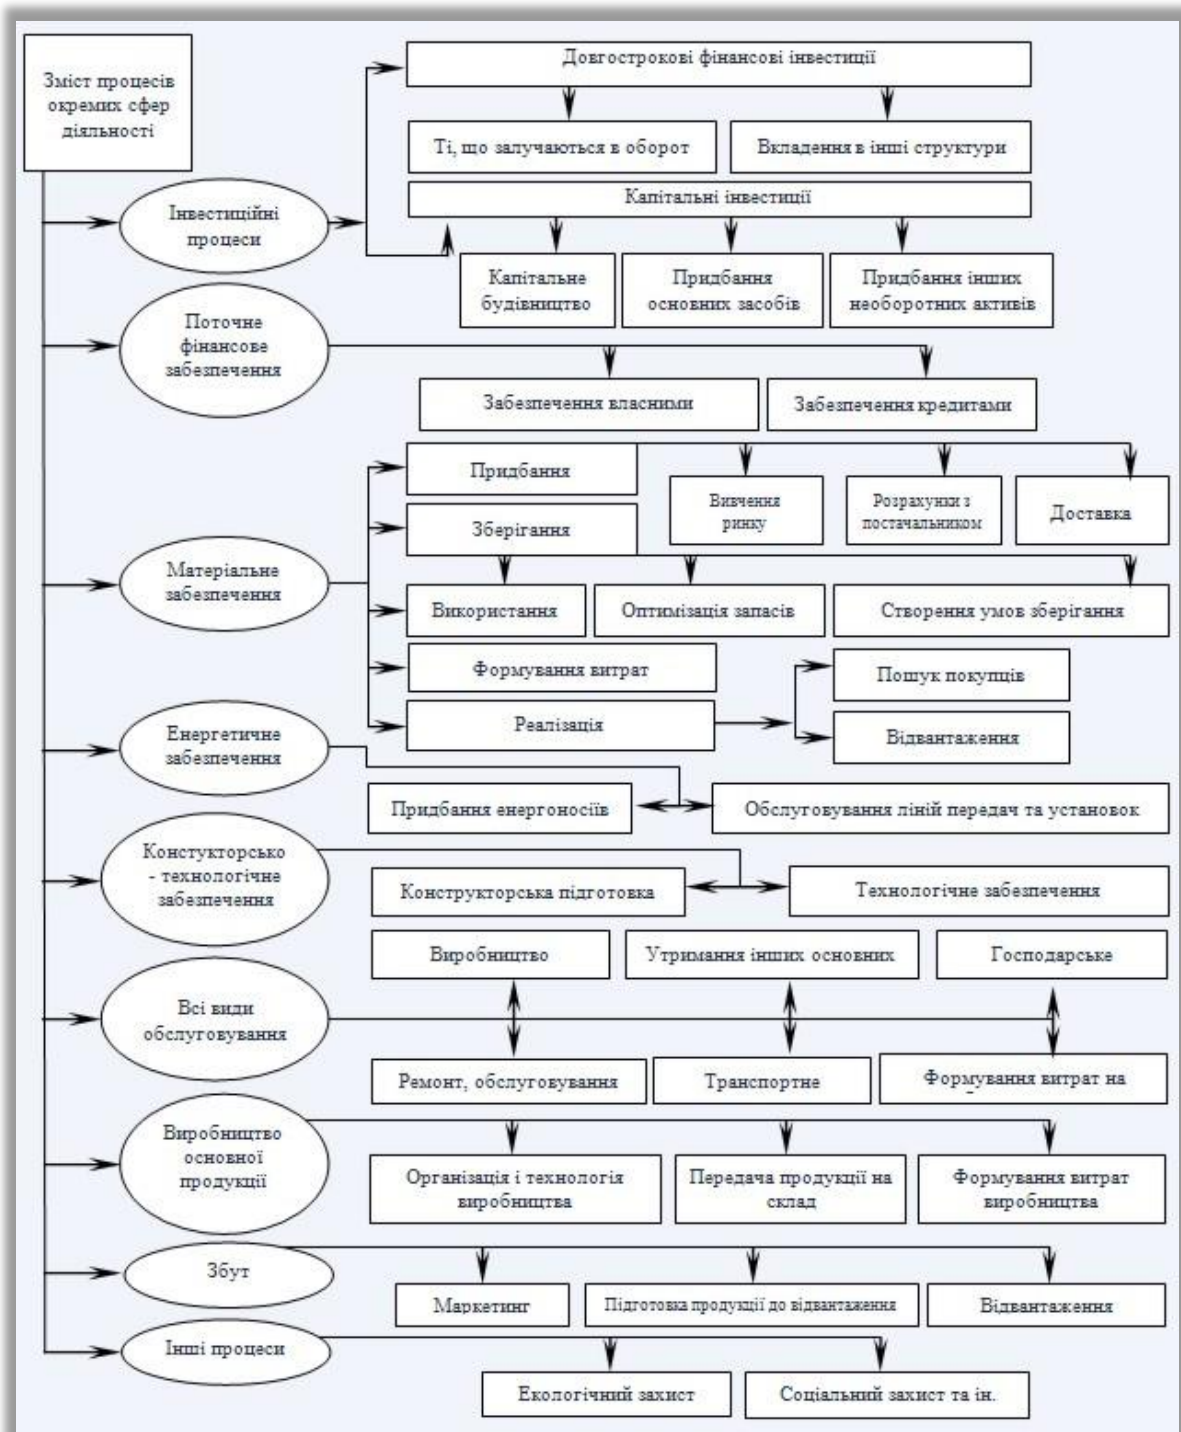 Зміст процесів
окремих сфер
діяльності
Довгострокові фінансові інвестиції
Ті, що залучаються в оборот
Вкладення в інші структури
Інвестиційні
процеси
Капітальні інвестиції
Капітальне
будівництво
Придбання
основних засобів
Придбання інших
необоротних активів
Поточне
фінансове
забезпечення
Забезпечення власними
Забезпечення кредитами
Матеріальне
забезпечення
Придбання
Вивчення
ринку
Розрахунки з
постачальником
Доставка
Зберігання
Використання
Оптимізація запасів
Створення умов зберігання
Формування витрат
Реалізація
Пошук покупців
Відвантаження
Енергетичне
забезпечення
Придбання енергоносіїв
Обслуговування ліній передач та установок
Констукторсько
- технологічне
забезпечення
Конструкторська підготовка
Технологічне забезпечення
Всі види
обслуговування
Виробництво
Утримання інших основних
Господарське
Ремонт, обслуговування
Транспортне
Формування витрат на
Виробництво
основної
продукції
Організація і технологія
виробництва
Передача продукції на
склад
Формування витрат
виробництва
Збут
Маркетинг
Підготовка продукції до відвантаження
Відвантаження
Інші процеси
Екологічний захист
Соціальний захист та ін.